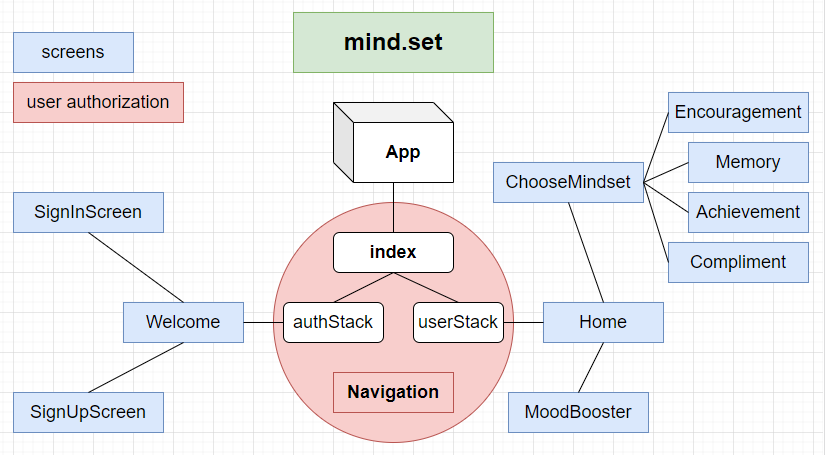 mind.set
screens
user authorization
App
Encouragement
Memory
ChooseMindset
Achievement
Compliment
SignInScreen
index
Welcome
authStack
userStack
Home
Navigation
SignUpScreen
MoodBooster